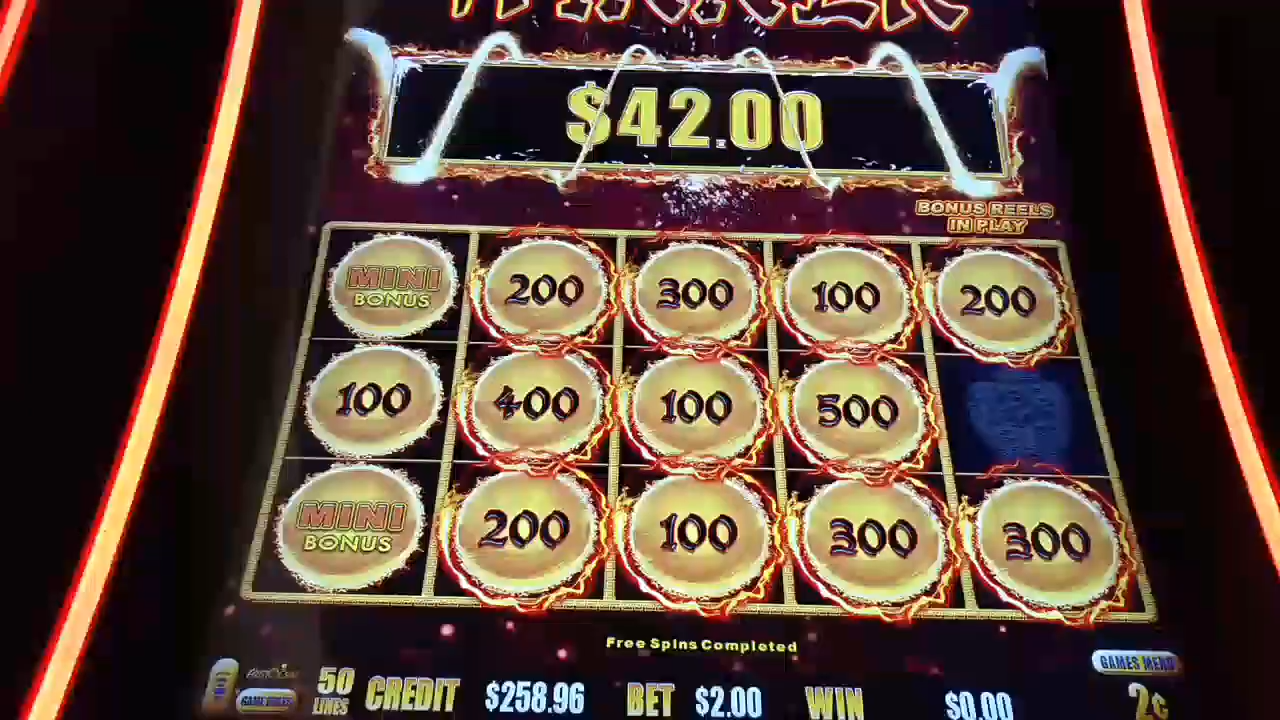 $42.00
BONUS REELS
IN PLAY
MINI
BONUS
200
300
100
200
100
400
100
500
MINI
BONUS
200
100
300
300
Free Spins Completed
GAMES MENU
50
LINES
CREDIT
$258.96
BET
$2.00
WIN
$0.00
2¢